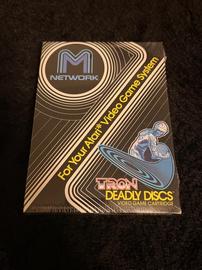 M
NETWORK
For Your Atari® Video Game System
TRON
DEADLY DISCS
VIDEO GAME CARTRIDGE